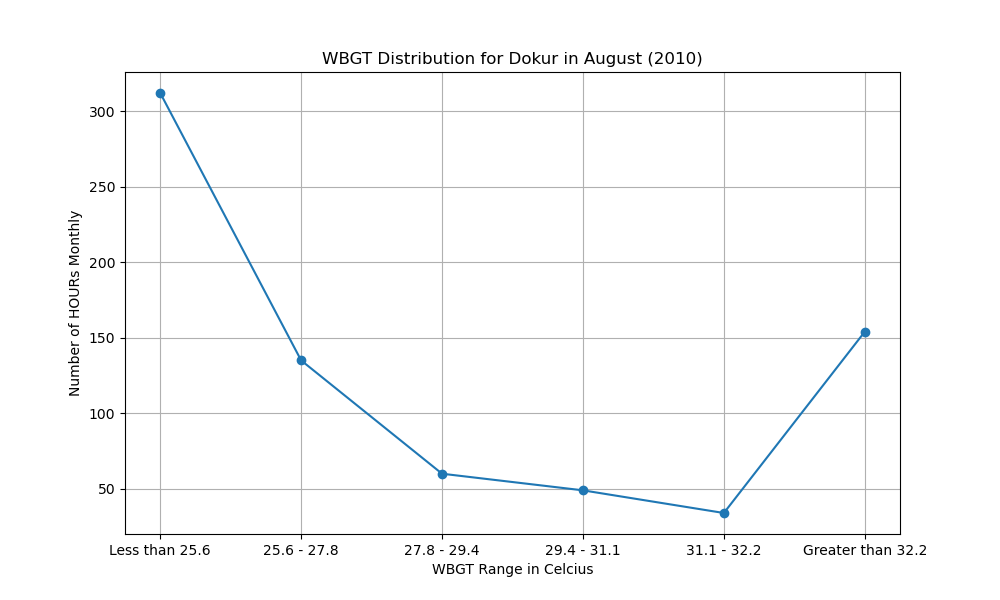 WBGT Distribution for Dokur in August (2010)
Number of HOURs Monthly
300
250
200
150
100
50
Less than 25.6
25.6 - 27.8
27.8 - 29.4
29.4 - 31.1
31.1 - 32.2
Greater than 32.2
WBGT Range in Celcius